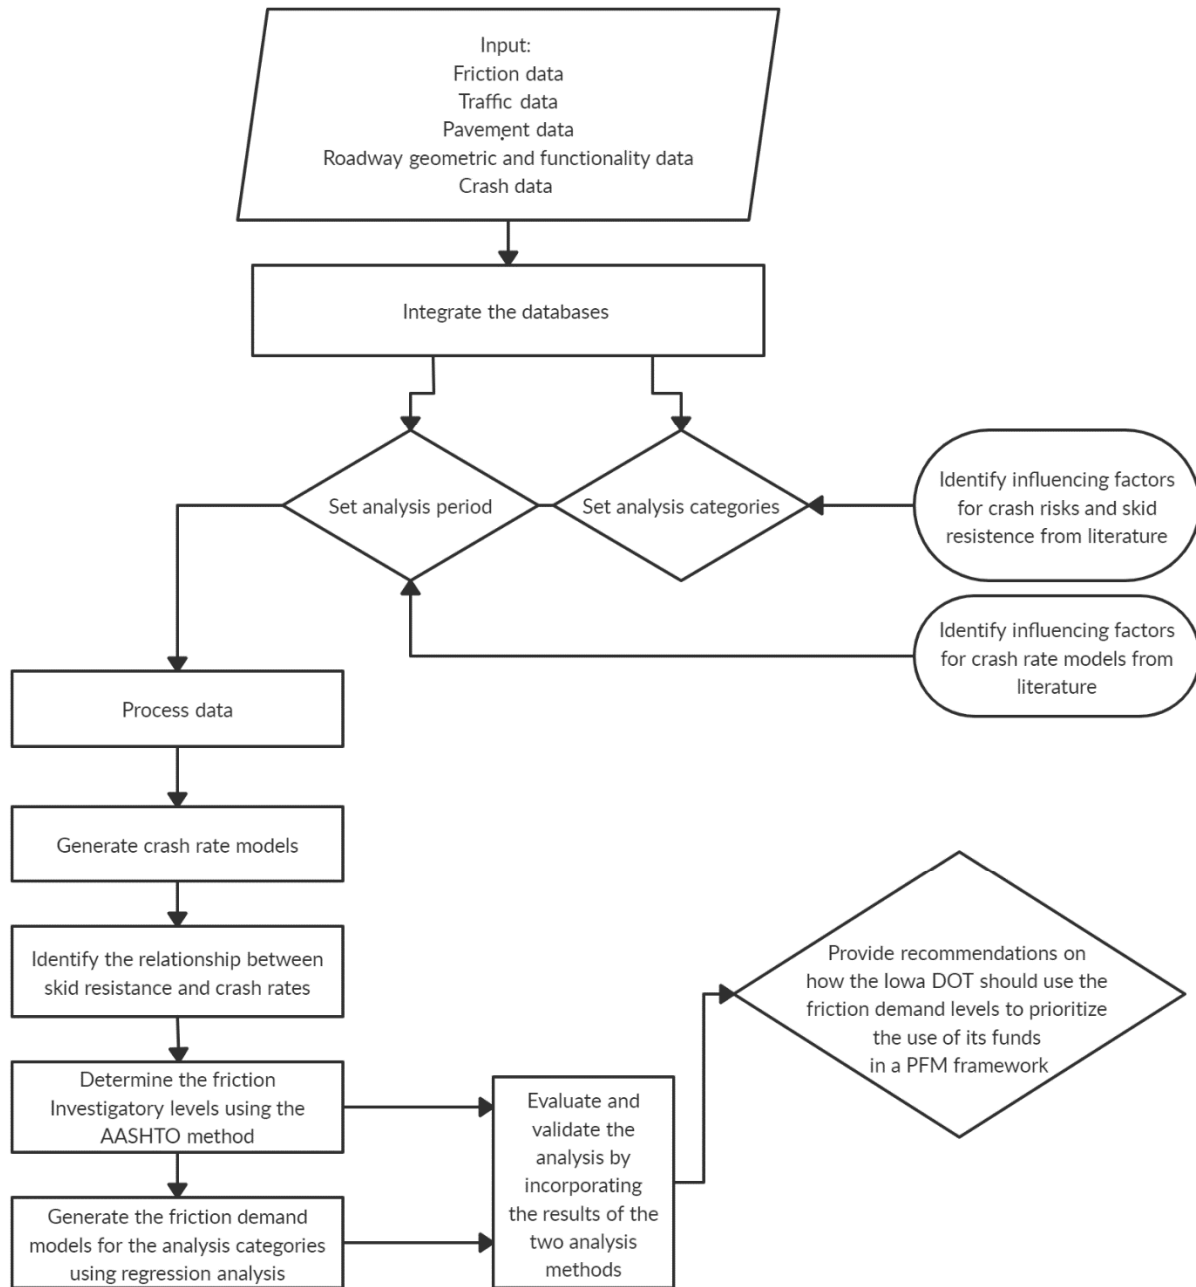 Input:
Friction data
Traffic data
Pavement data
Roadway geometric and functionality data
Crash data
Integrate the databases
Set analysis period
Set analysis categories
Identify influencing factors
for crash risks and skid
resistence from literature
Identify influencing factors
for crash rate models from
literature
Process data
Generate crash rate models
Identify the relationship between
skid resistance and crash rates
Determine the friction
Investigatory levels using the
AASHTO method
Generate the friction demand
models for the analysis categories
using regression analysis
Evaluate and
validate the
analysis by
incorporating
the results of the
two analysis
methods
Provide recommendations on
how the Iowa DOT should use the
friction demand levels to prioritize
the use of its funds
in a PFM framework